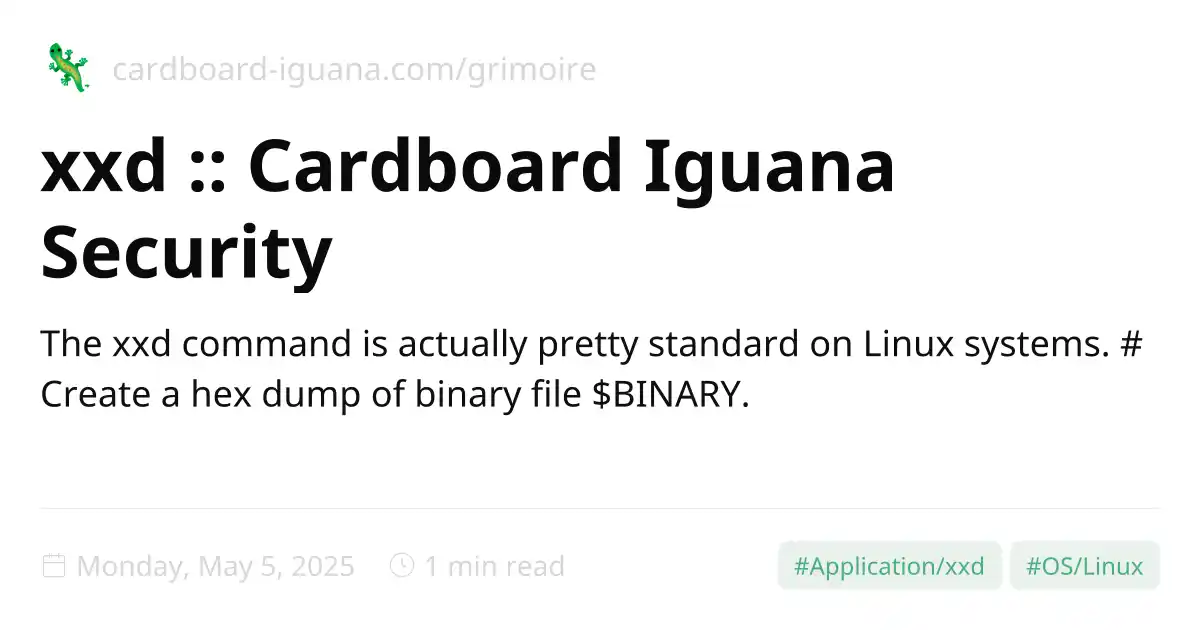 cardboard-iguana.com/grimoire
xxd :: Cardboard Iguana
Security
The xxd command is actually pretty standard on Linux systems. #
Create a hex dump of binary file $BINARY.
Monday, May 5, 2025 1 min read #Application/xxd #OS/Linux